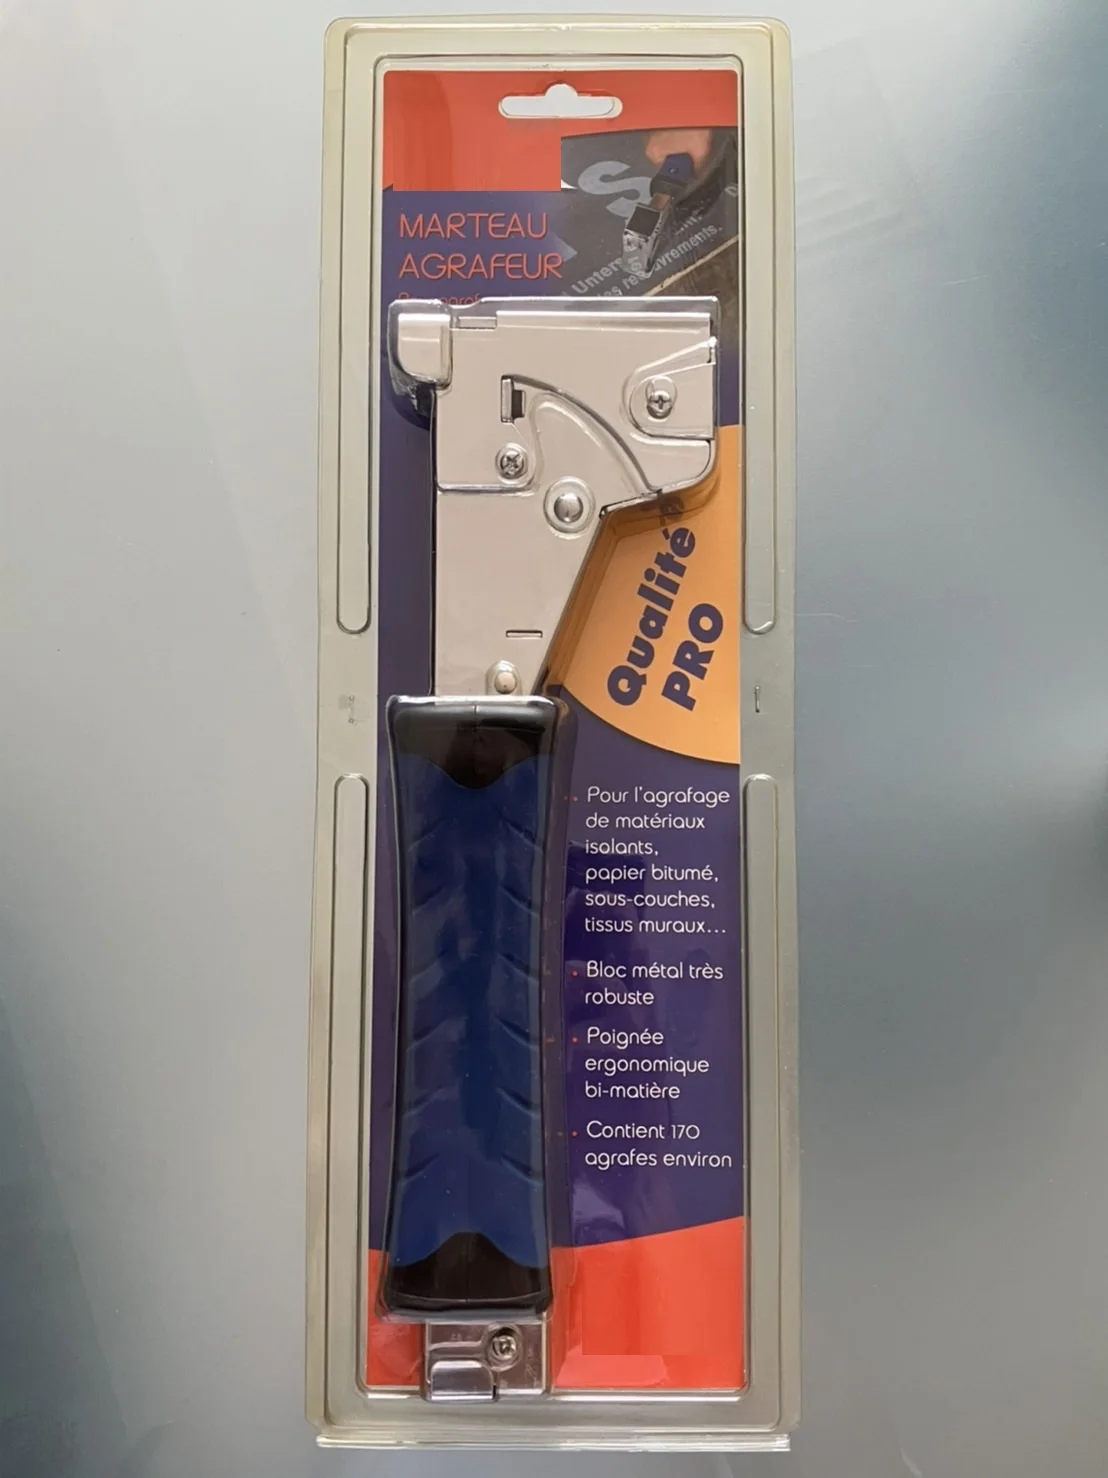 MARTEAU
AGRAFEUR
Qualité
PRO
Pour l'agrafage
de matériaux
isolants,
papier bitumé,
sous-couches,
tissus muraux...
Bloc métal très
robuste
Poignée
ergonomique
bi-matière
Contient 170
agrafes environ